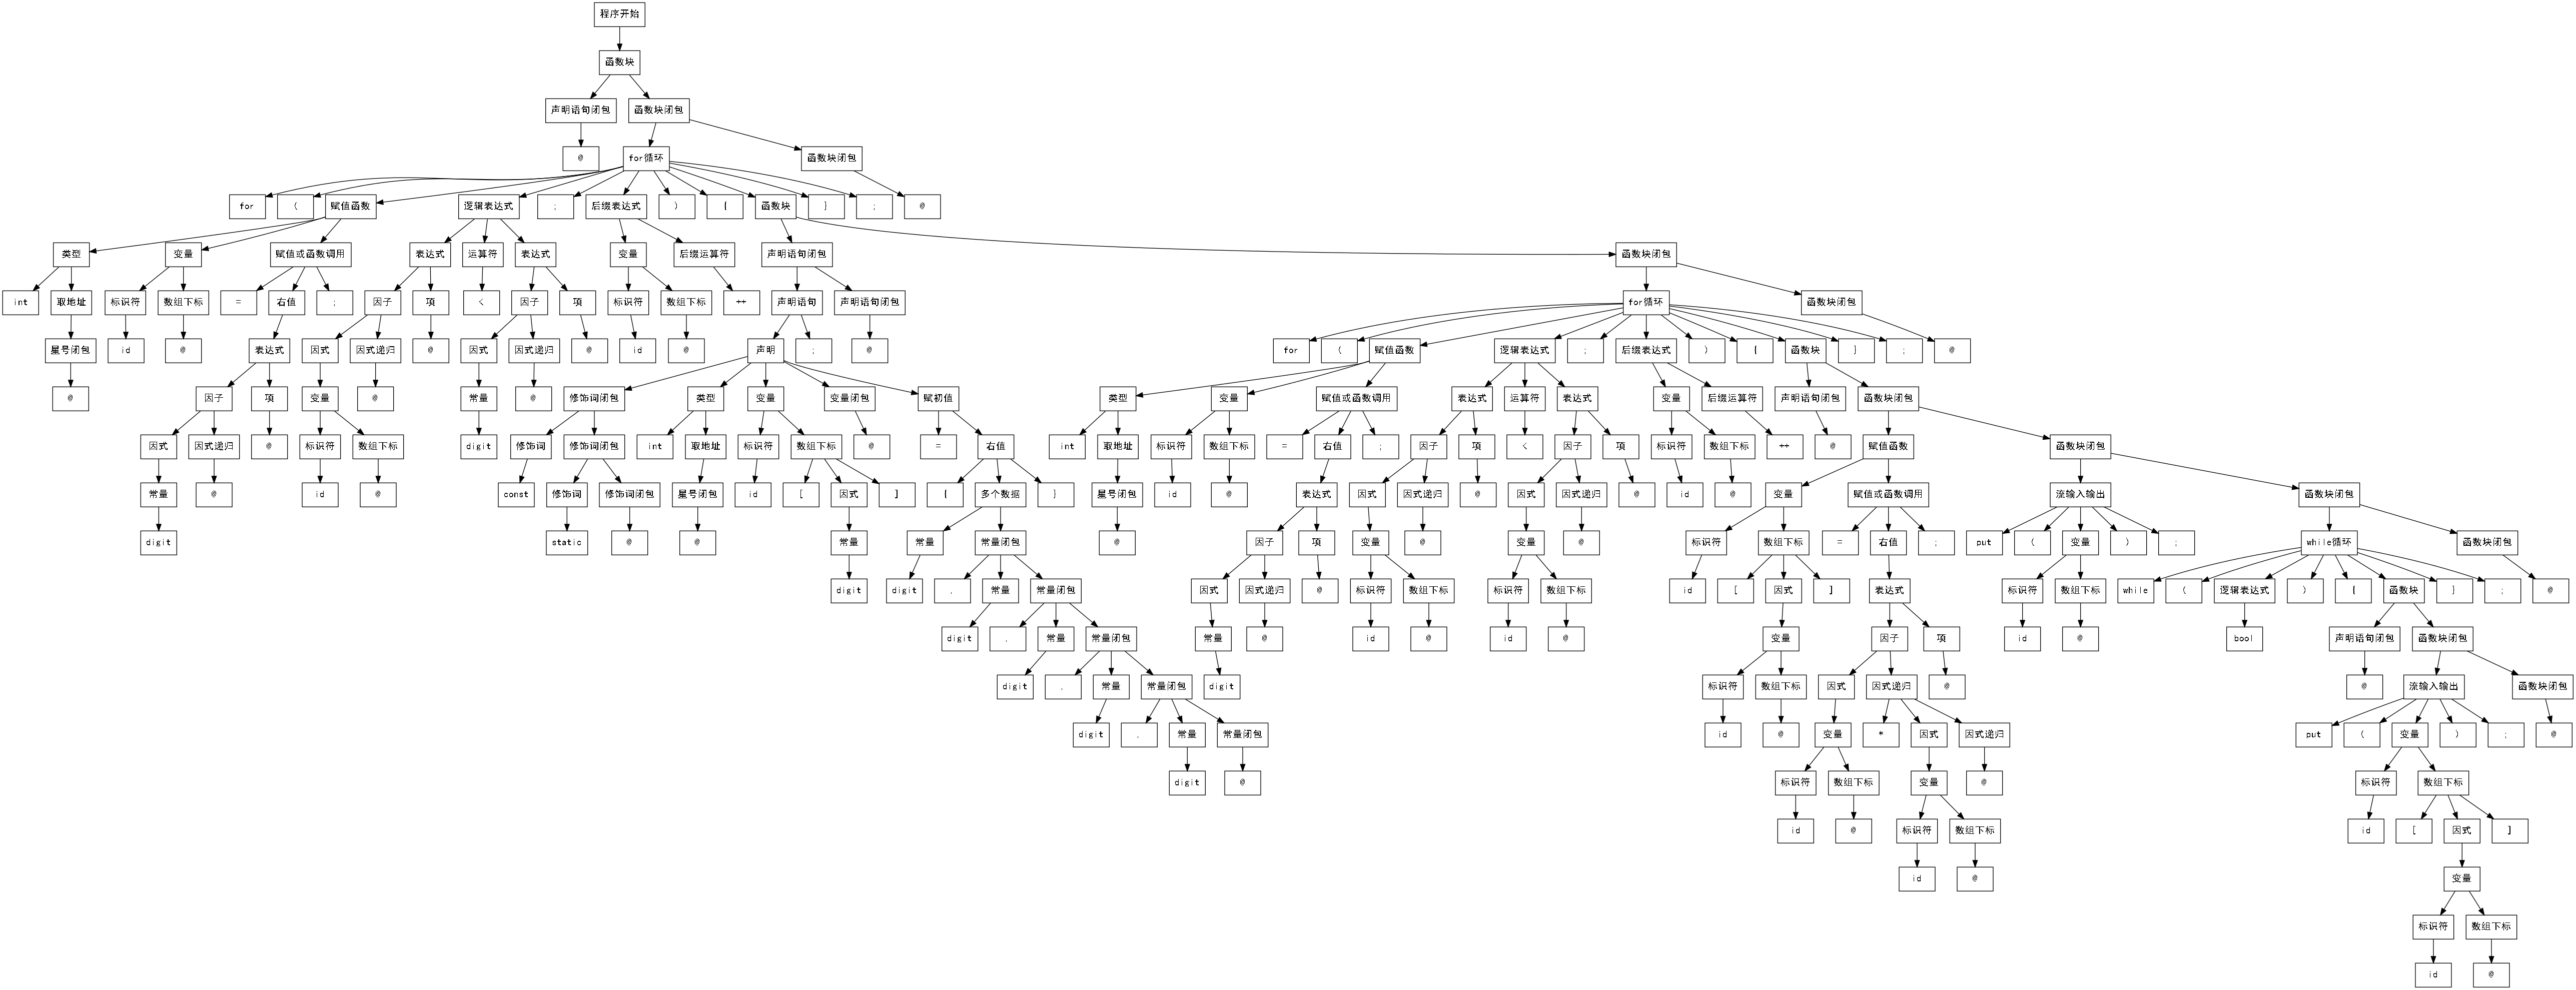 程序开始
函数块
声明语句闭包 函数块闭包
@ for循环 函数块闭包
for ( 赋值函数 逻辑表达式 ; 后缀表达式 ) { 函数块 } ; @
类型 变量 赋值或函数调用 表达式 运算符 表达式 变量 后缀运算符 声明语句闭包 函数块闭包
int 取地址 标识符 数组下标 = 右值 ; 因子 項 < 因子 項 标识符 数组下标 ++ 声明语句 声明语句闭包 for循环 函数块闭包
星号闭包 id @ 表达式 因式 因式递归 @ 因式 因式递归 @ id @ 声明 ; @ for ( 赋值函数 逻辑表达式 ; 后缀表达式 ) { 函数块 } ; @
@ 因子 項 变量 @ 常量 @ 修饰词闭包 类型 变量 变量闭包 赋初值 类型 变量 赋值或函数调用 表达式 运算符 表达式 变量 后缀运算符 声明语句闭包 函数块闭包
因式 因式递归 @ 标识符 数组下标 digit 修饰词 修饰词闭包 int 取地址 标识符 数组下标 @ = 右值 int 取地址 标识符 数组下标 = 右值 ; 因子 項 < 因子 項 标识符 数组下标 ++ @ 赋值函数 函数块闭包
常量 @ id @ const 修饰词 修饰词闭包 星号闭包 id [ 因式 ] { 多个数据 } 星号闭包 id @ 表达式 因式 因式递归 @ 因式 因式递归 @ id @ 变量 赋值或函数调用 流输入输出 函数块闭包
digit static @ @ 常量 常量 常量闭包 @ 因子 項 变量 @ 变量 @ 标识符 数组下标 = 右值 ; put ( 变量 ) ; while循环 函数块闭包
digit digit , 常量 常量闭包 因式 因式递归 @ 标识符 数组下标 标识符 数组下标 id [ 因式 ] 表达式 标识符 数组下标 while ( 逻辑表达式 ) { 函数块 } ; @
digit , 常量 常量闭包 常量 @ id @ id @ 变量 因子 項 id @ bool 声明语句闭包 函数块闭包
digit , 常量 常量闭包 digit 标识符 数组下标 因式 因式递归 @ @ 流输入输出 函数块闭包
digit , 常量 常量闭包 id @ 变量 * 因式 因式递归 put ( 变量 ) ; @
digit @ 标识符 数组下标 变量 @ 标识符 数组下标
id @ 标识符 数组下标 id [ 因式 ]
id @ 变量
标识符 数组下标
id @